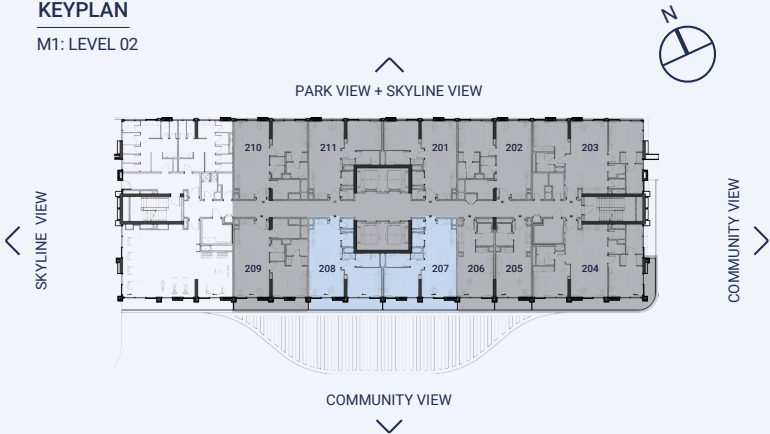 KEYPLAN
M1: LEVEL 02
N
PARK VIEW + SKYLINE VIEW
210 211 201 202 203
SKYLINE VIEW
COMMUNITY VIEW
209 208 207 206 205 204
COMMUNITY VIEW